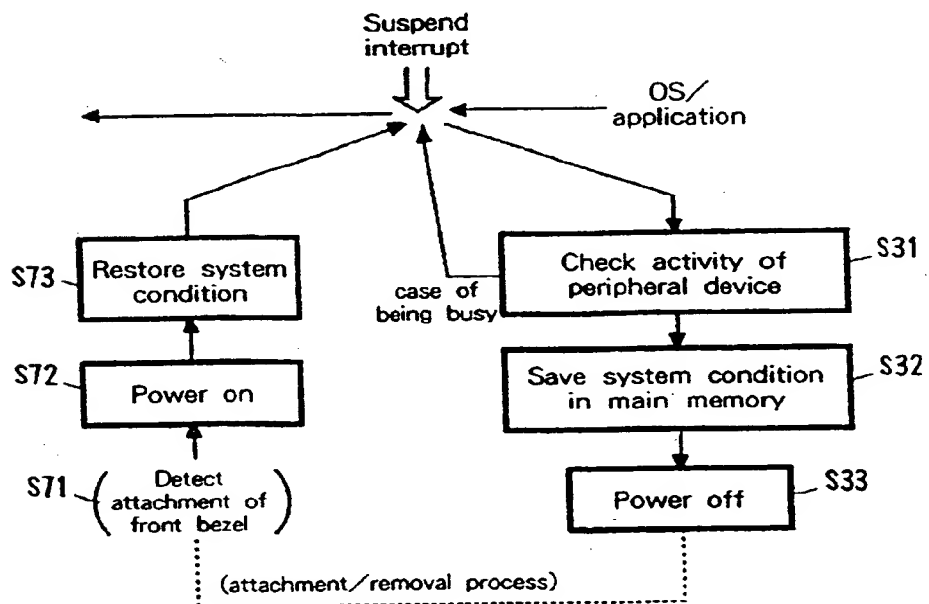 Suspend
interrupt
OS/
application
S73
Restore system
condition
case of
being busy
Check activity of
peripheral device
S31
S72
Power on
Save system condition
in main memory
S32
S71
(Detect
attachment of
front bezel)
Power off
S33
(attachment/removal process)